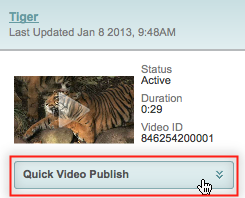 Tiger
Last Updated Jan 8 2013, 9:48AM
Status
Active
Duration
0:29
Video ID
846254200001
Quick Video Publish